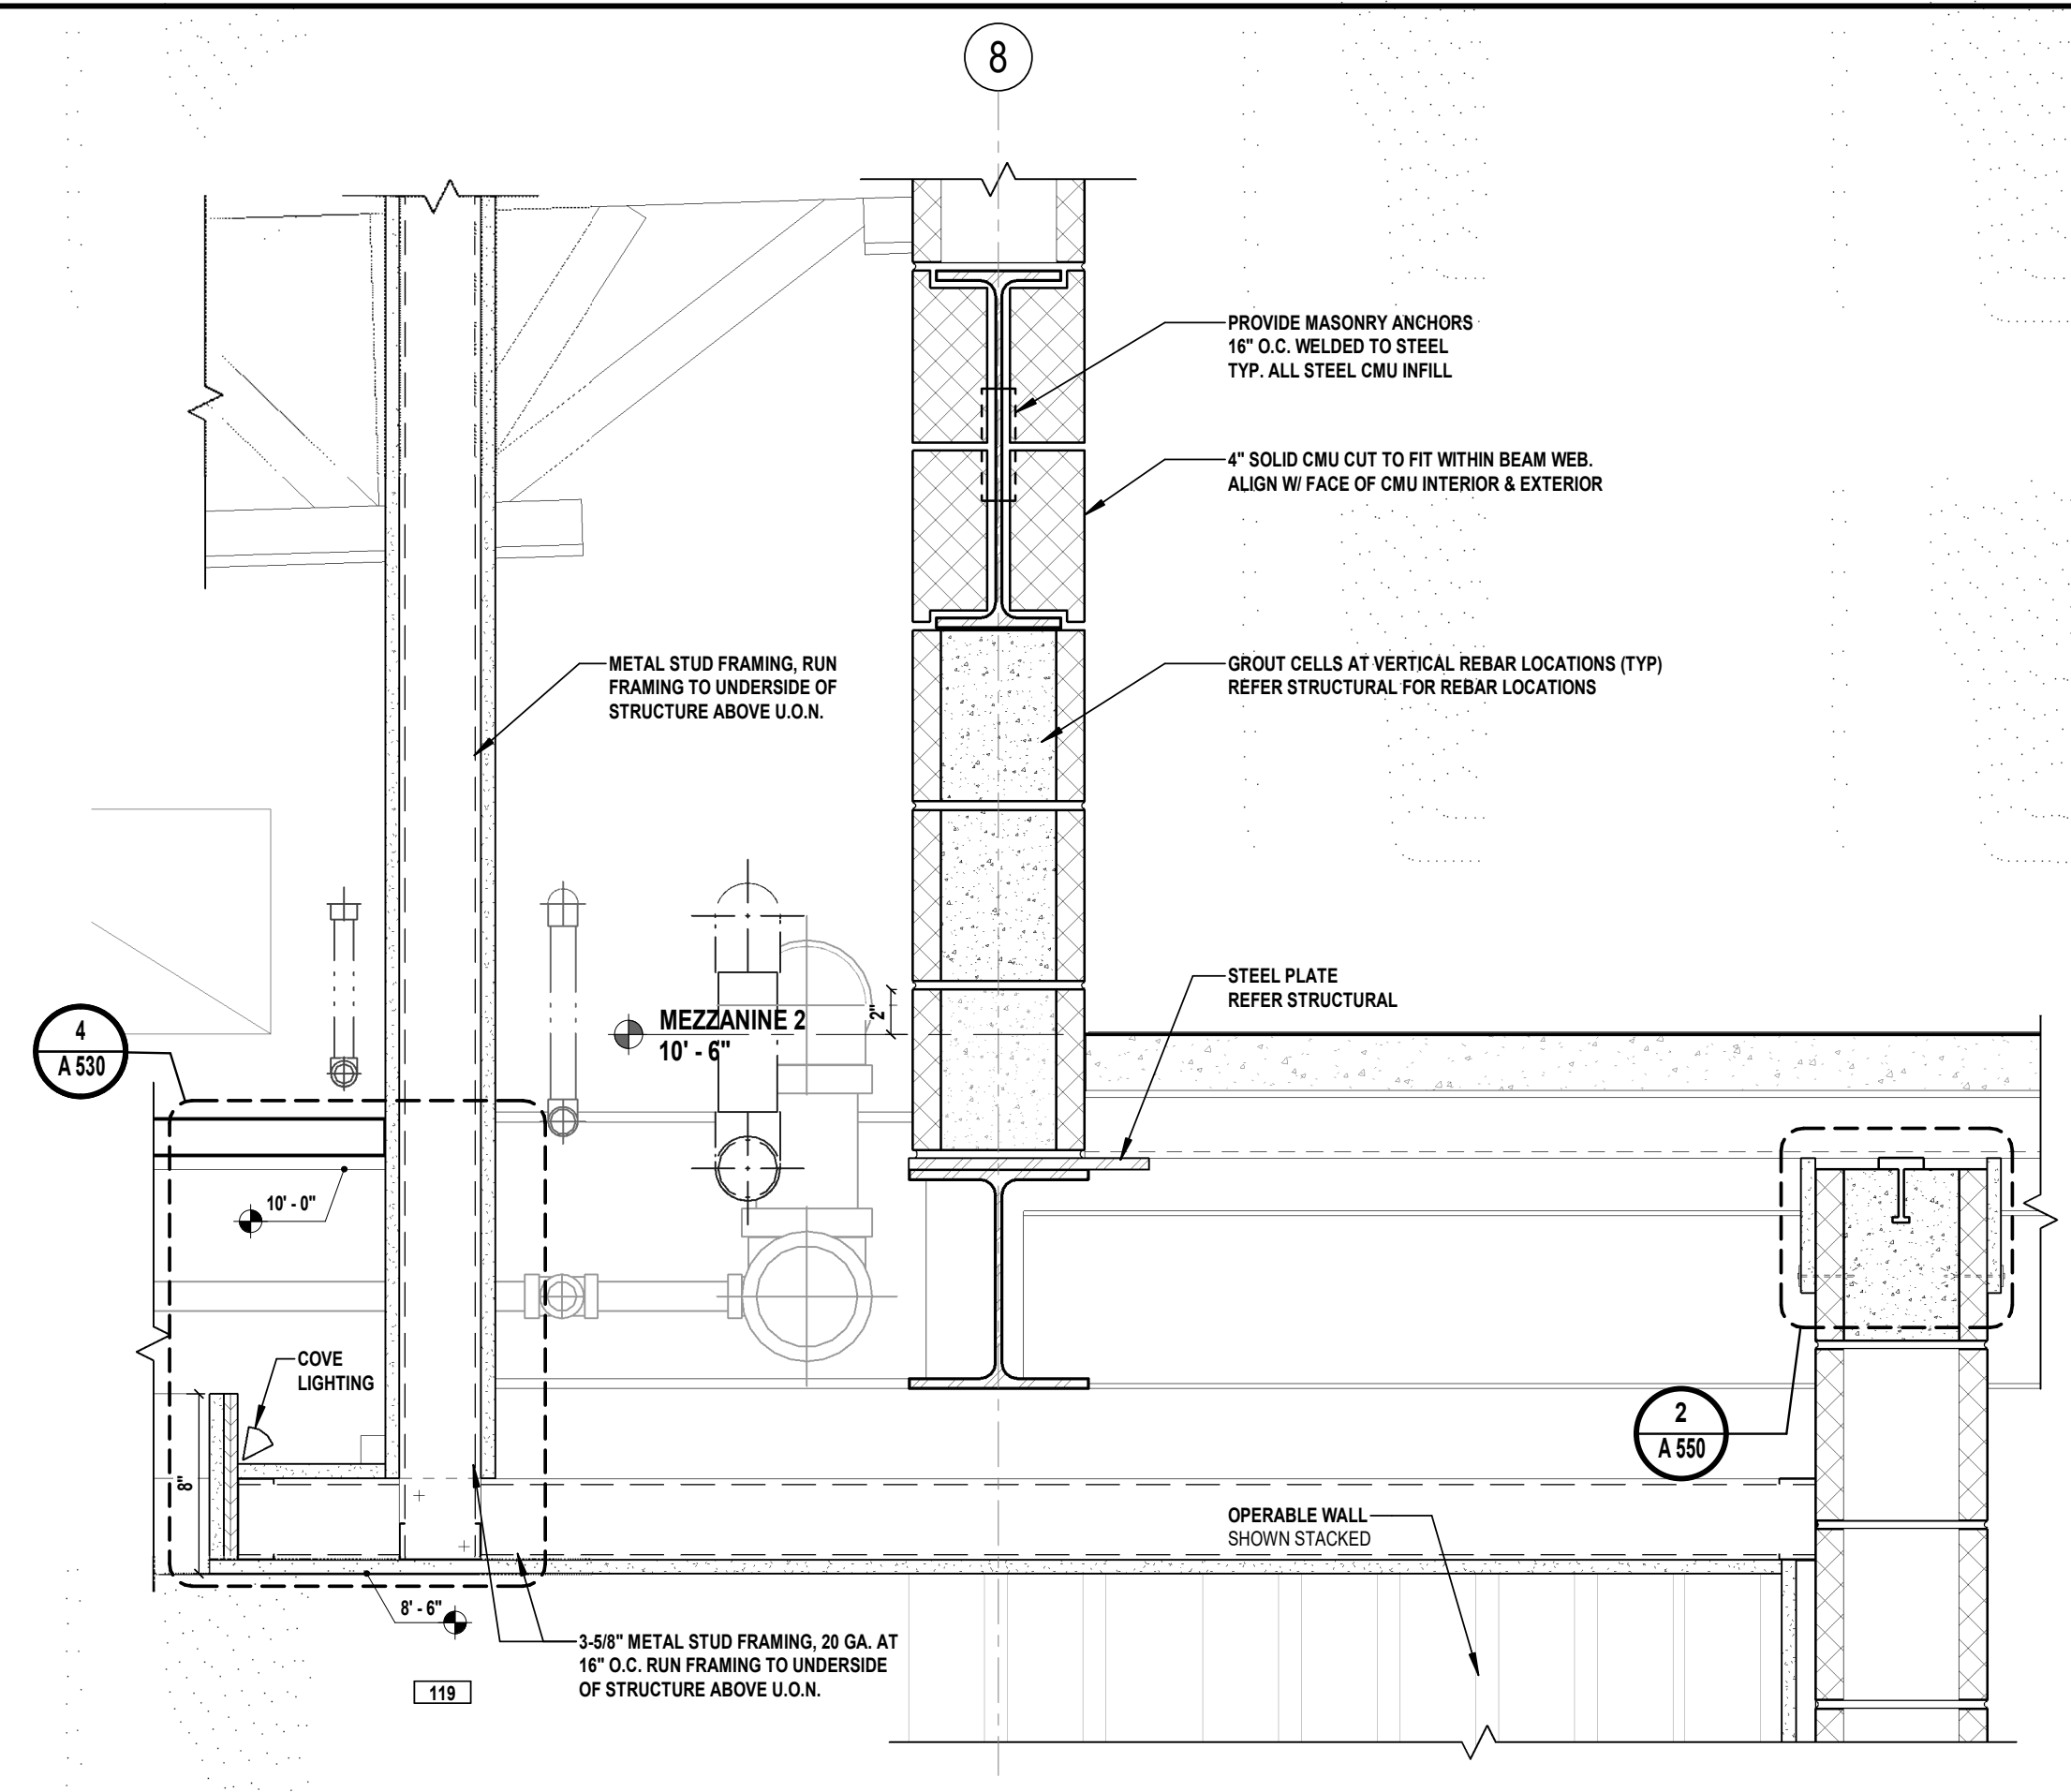 8
PROVIDE MASONRY ANCHORS
16" O.C. WELDED TO STEEL
TYP. ALL STEEL CMU INFILL
4" SOLID CMU CUT TO FIT WITHIN BEAM WEB.
ALIGN W/ FACE OF CMU INTERIOR & EXTERIOR
METAL STUD FRAMING, RUN
FRAMING TO UNDERSIDE OF
STRUCTURE ABOVE U.O.N.
GROUT CELLS AT VERTICAL REBAR LOCATIONS (TYP)
REFER STRUCTURAL FOR REBAR LOCATIONS
STEEL PLATE
REFER STRUCTURAL
2"
MEZZANINE 2
10' - 6"
4
A 530
10' - 0"
COVE
LIGHTING
8"
2
A 550
OPERABLE WALL
SHOWN STACKED
8' - 6"
3-5/8" METAL STUD FRAMING, 20 GA. AT
16" O.C. RUN FRAMING TO UNDERSIDE
OF STRUCTURE ABOVE U.O.N.
119